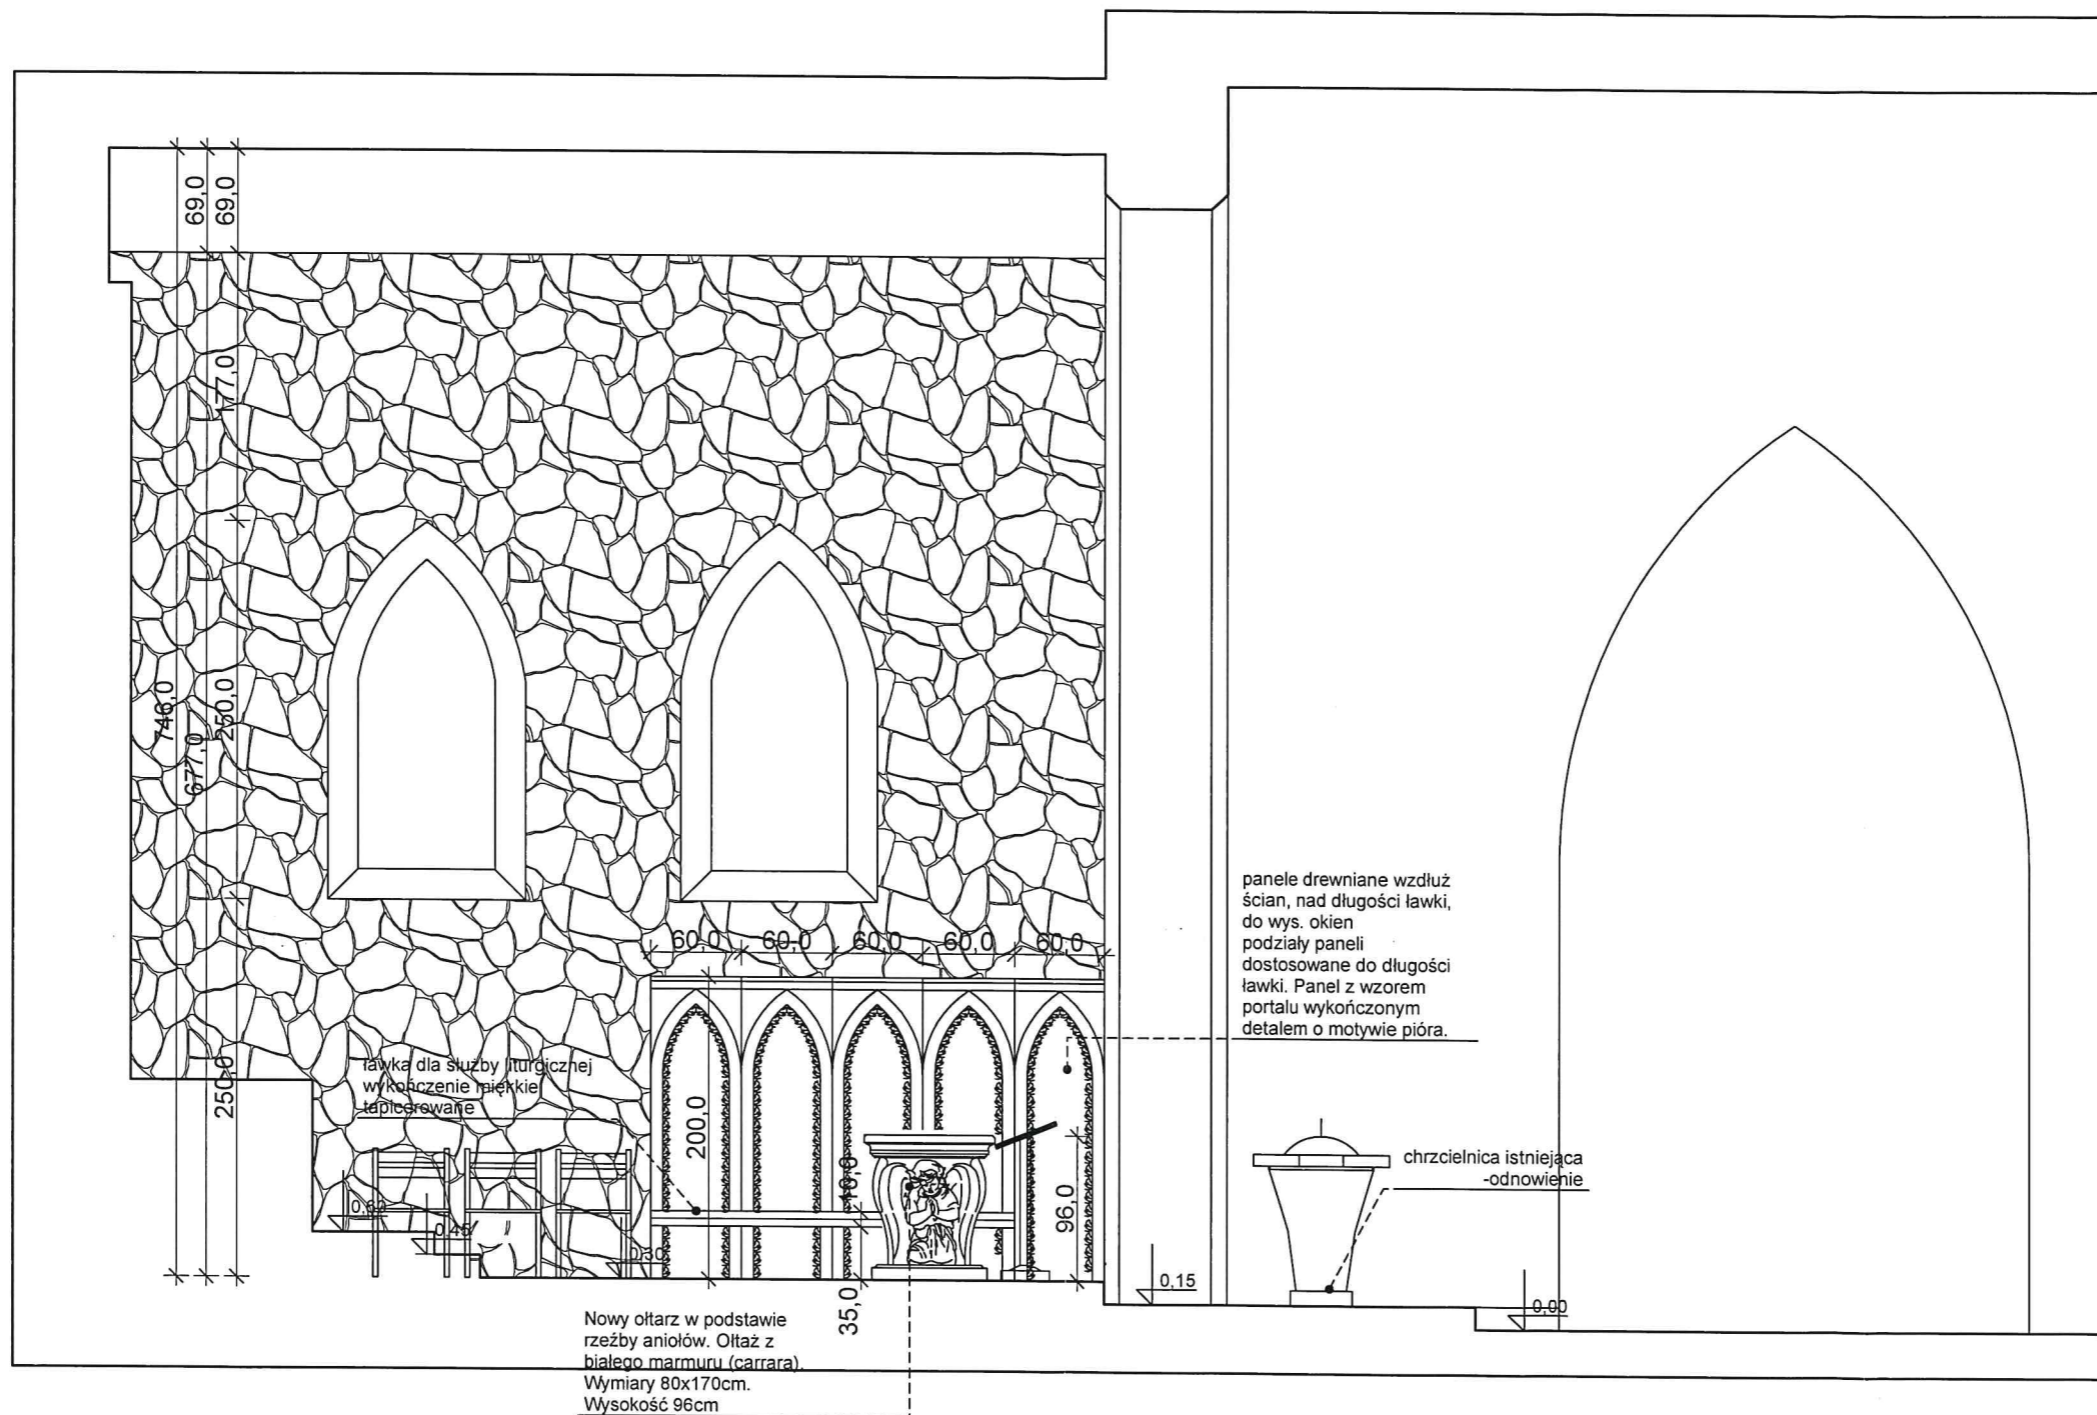 69,0
69,0
177,0
746,0
677,0
250,0
250,0
60,0 60,0 60,0 60,0 60,0
panele drewniane wzdłuż
ścian, nad długości ławki,
do wys. okien
podziały paneli
dostosowane do długości
ławki. Panel z wzorem
portalu wykończonym
detalem o motywie pióra.
ławka dla służby liturgicznej
wykończenie miękkie
tapicerowane
200,0
10,0
96,0
35,0
chrzcielnica istniejąca
-odnowienie
0,60
0,45
0,30
0,15
0,00
Nowy ołtarz w podstawie
rzeźby aniołów. Ołtaż z
białego marmuru (carrara).
Wymiary 80x170cm.
Wysokość 96cm